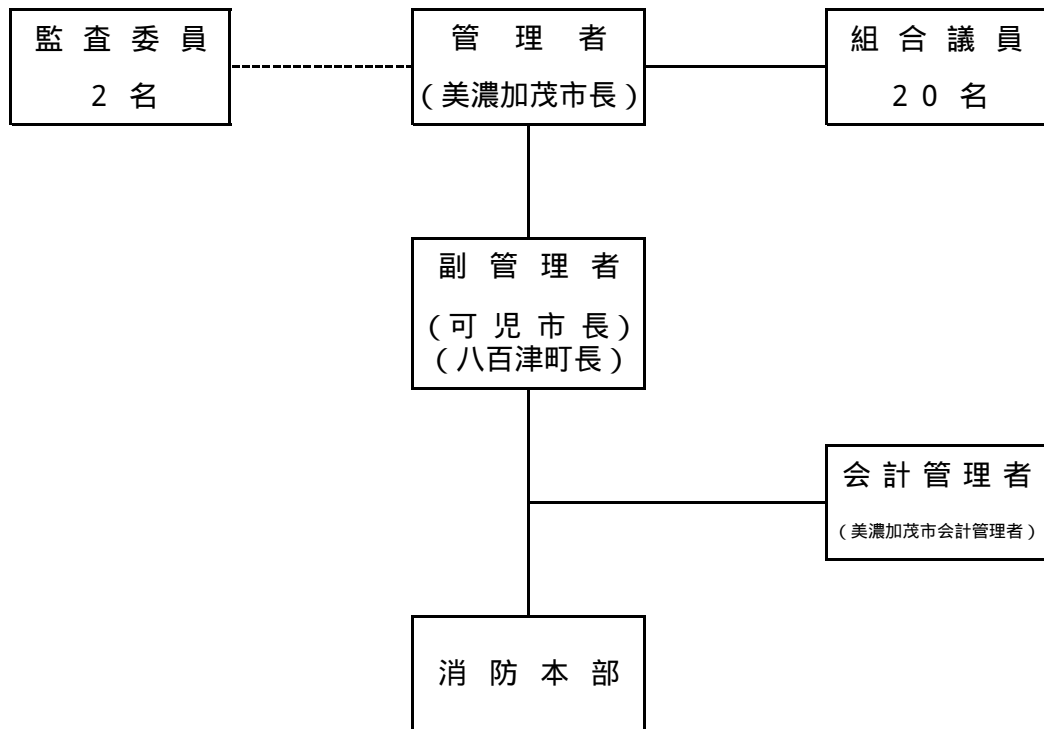 監査委員
2名
管理者
(美濃加茂市長)
組合議員
20名
副管理者
(可児市長)
(八百津町長)
会計管理者
(美濃加茂市会計管理者)
消防本部